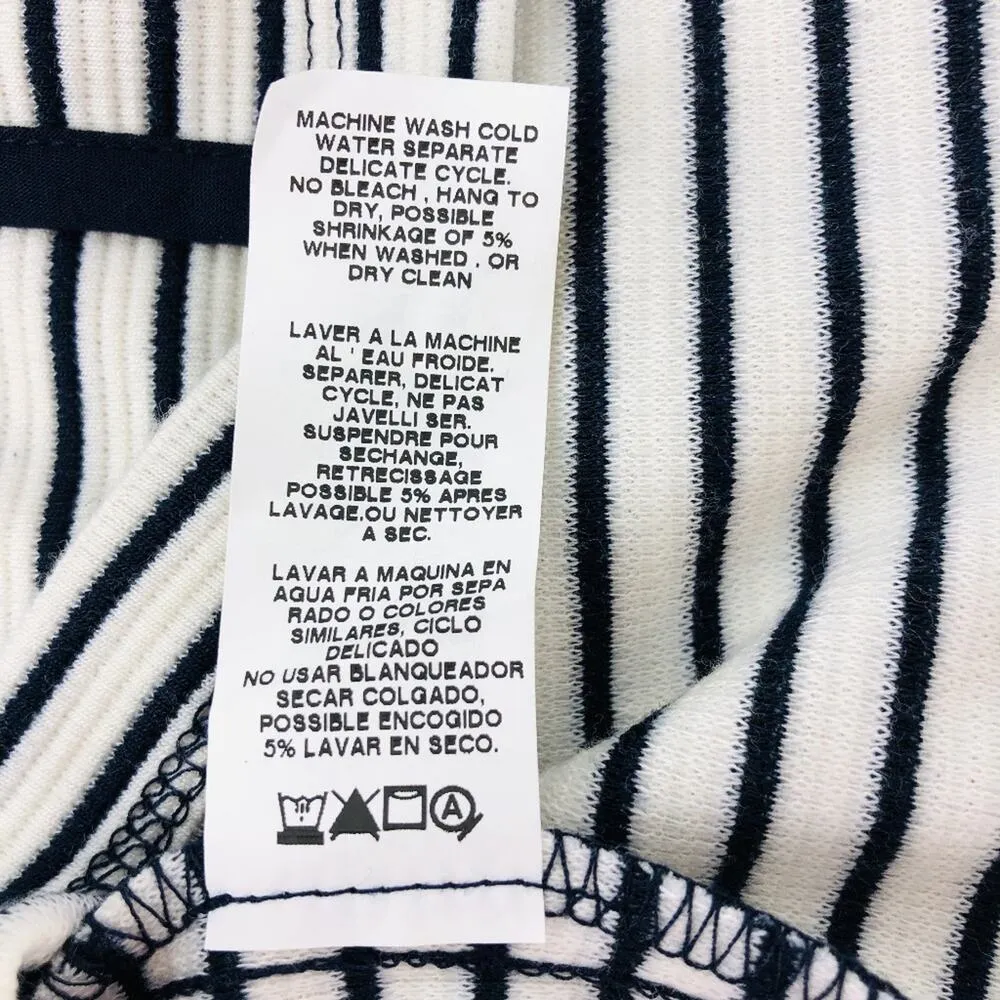 MACHINE WASH COLD
WATER SEPARATE
DELICATE CYCLE.
NO BLEACH , HANG TO
DRY, POSSIBLE
SHRINKAGE OF 5%
WHEN WASHED . OR
DRY CLEAN
LAVER A LA MACHINE
AL ' EAU FROIDE.
SEPARER, DELICAT
CYCLE, NE PAS
JAVELLI SER.
SUSPENDRE POUR
SECHANGE,
RETRECISSAGE
POSSIBLE 5% APRES
LAVAGE.OU NETTOYER
A SEC.
LAVAR A MAQUINA EN
AGUA FRIA POR SEPA
RADO O COLORES
SIMILARES, CICLO
DELICADO
NO USAR BLANQUEADOR
SECAR COLGADO,
POSSIBLE ENCOGIDO
5% LAVAR EN SECO.
A